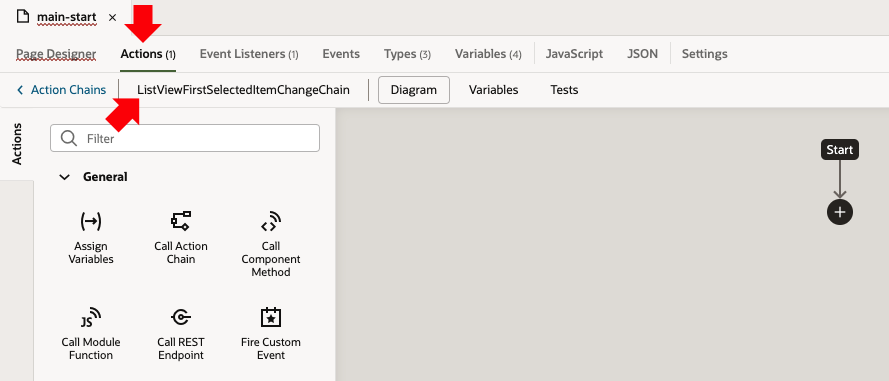 main-start
Page Designer Actions (1) Event Listeners (1) Events Types (3) Variables (4) JavaScript JSON Settings
Action Chains ListViewFirstSelectedItemChangeChain Diagram Variables Tests
Actions
Filter
General
Start
Assign
Variables
Call Action
Chain
Call
Component
Method
JS
Call Module
Function
Call REST
Endpoint
Fire Custom
Event